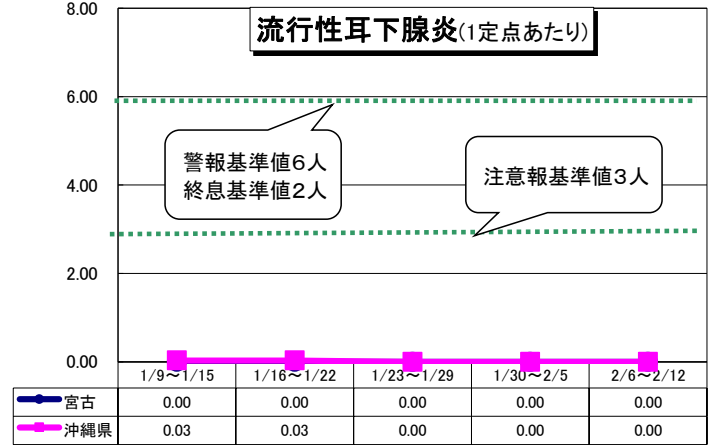 流行性耳下腺炎(1定点あたり)
8.00
6.00
4.00
2.00
0.00
警報基準値6人
終息基準値2人
注意報基準値3人
1/9～1/15 1/16～1/22 1/23～1/29 1/30～2/5 2/6～2/12
宮古 0.00 0.00 0.00 0.00 0.00
沖縄県 0.03 0.03 0.00 0.00 0.00